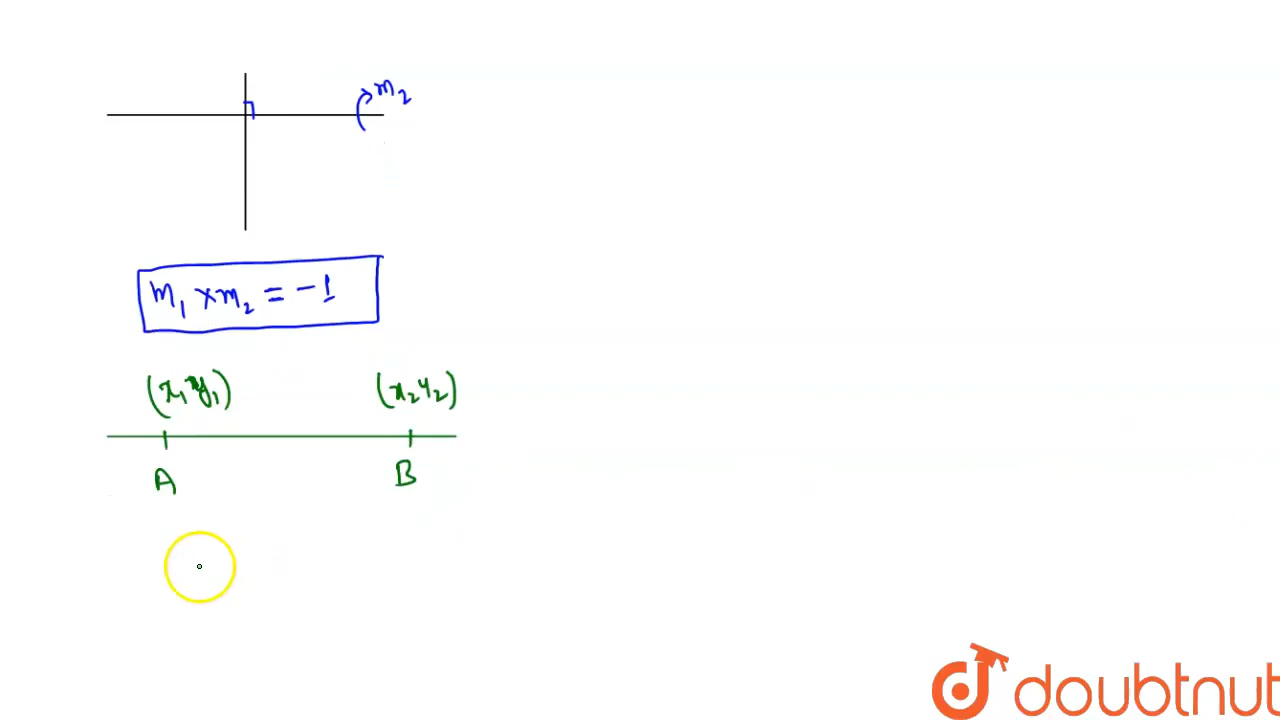 m₂
m₁ × m₂ = -1
(x₁ y₁) (x₂ y₂)
A B
doubtnut